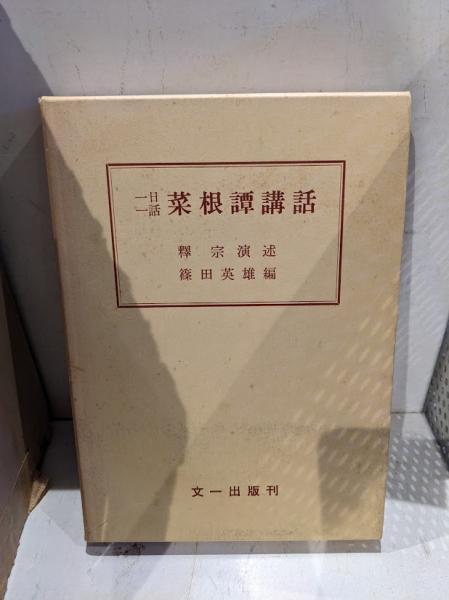 一日一話 菜根譚講話
釋宗演述
篠田英雄編
文一出版刊